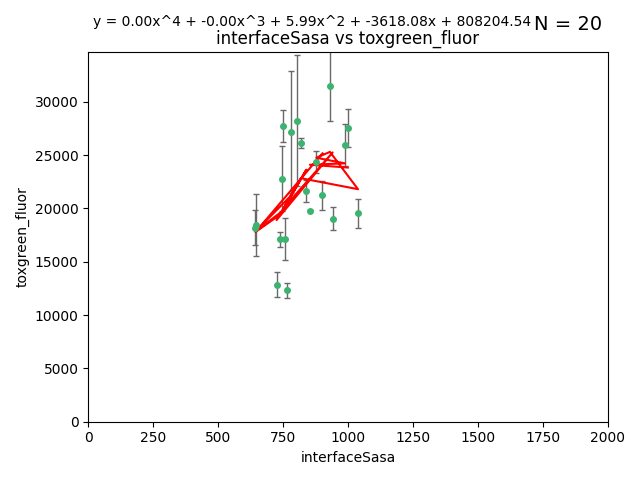 y = 0.00x^4 + -0.00x^3 + 5.99x^2 + -3618.08x + 808204.54
N = 20
interfaceSasa vs toxgreen_fluor
30000
25000
20000
15000
10000
5000
0
toxgreen_fluor
0 250 500 750 1000 1250 1500 1750 2000
interfaceSasa